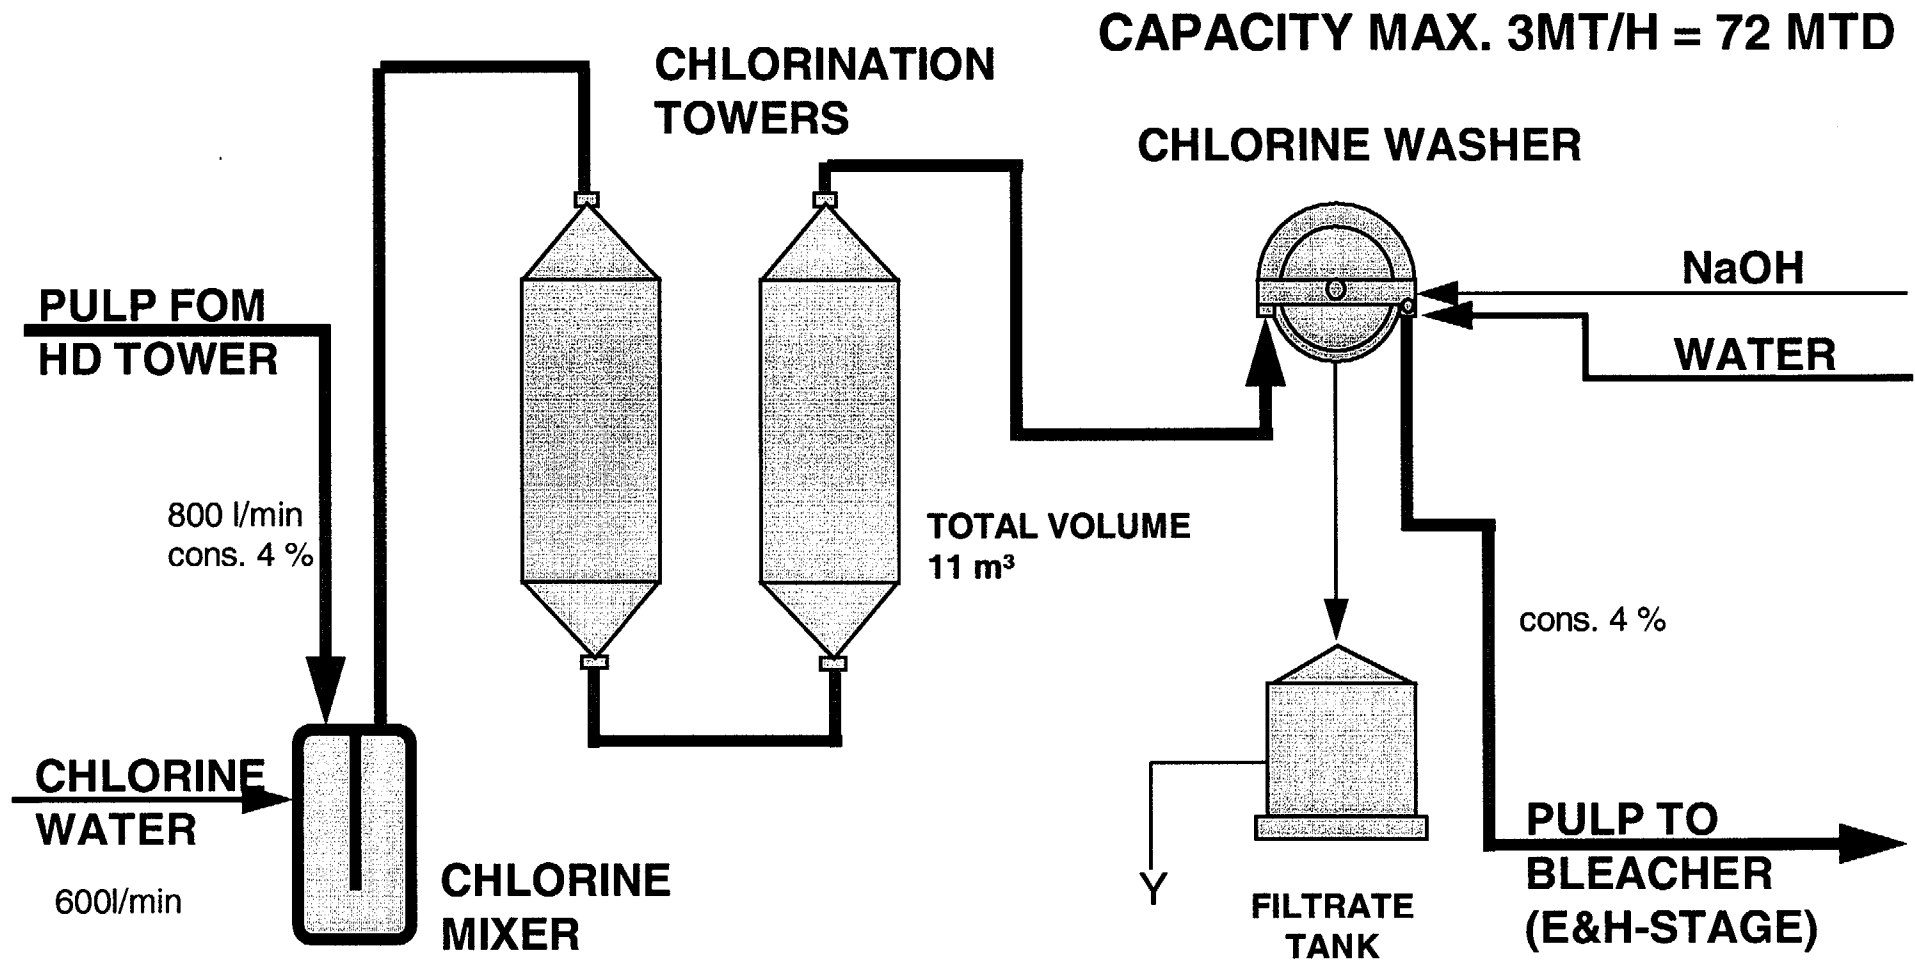 CAPACITY MAX. 3MT/H = 72 MTD
CHLORINATION
TOWERS
CHLORINE WASHER
NaOH
WATER
PULP FOM
HD TOWER
800 l/min
cons. 4 %
TOTAL VOLUME
11 m³
cons. 4 %
CHLORINE
WATER
600l/min
CHLORINE
MIXER
Y
FILTRATE
TANK
PULP TO
BLEACHER
(E&H-STAGE)